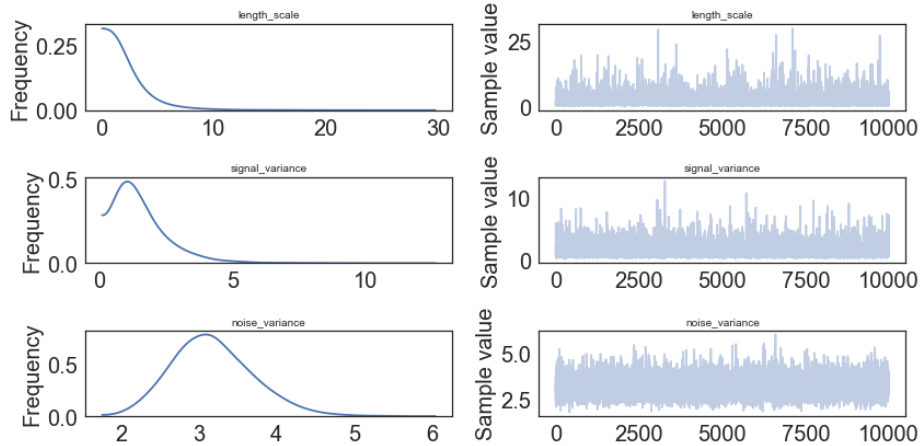 length_scale
Frequency
0.25
0.00
0 10 20 30
length_scale
Sample value
25
0
0 2500 5000 7500 10000
signal_variance
Frequency
0.5
0.0
0 5 10
signal_variance
Sample value
10
0
0 2500 5000 7500 10000
noise_variance
Frequency
0.5
0.0
2 3 4 5 6
noise_variance
Sample value
5.0
2.5
0 2500 5000 7500 10000